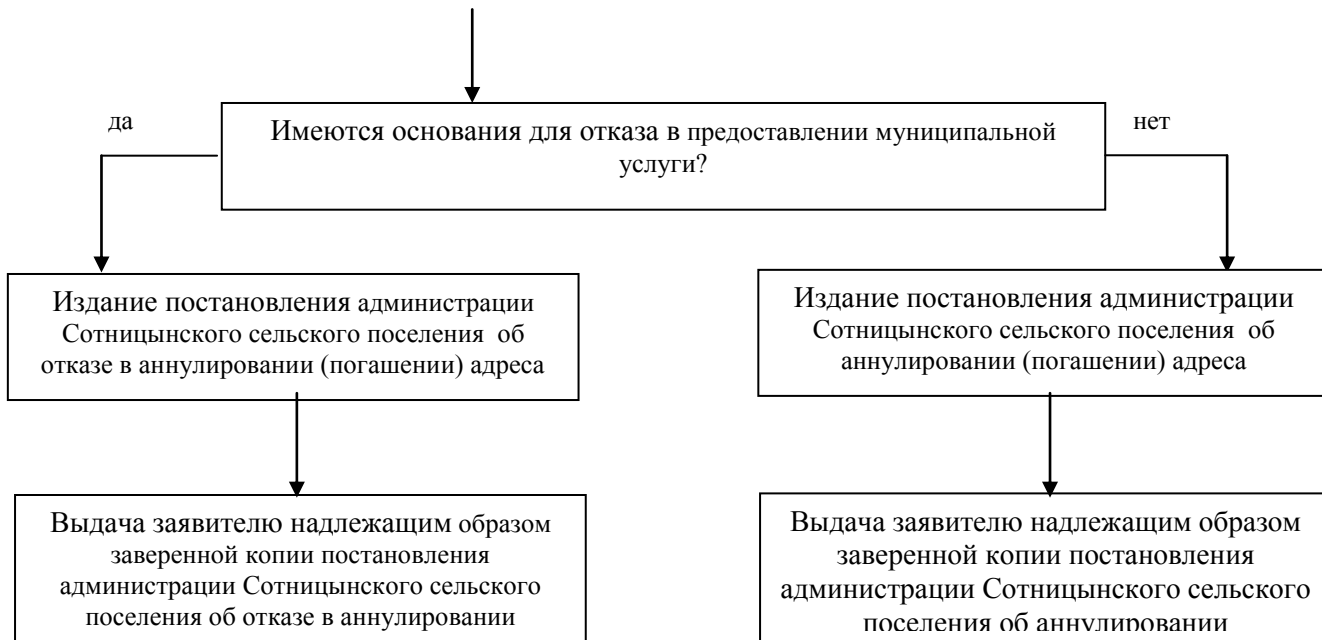 да
Имеются основания для отказа в предоставлении муниципальной
услуги?
нет
Издание постановления администрации
Сотницынского сельского поселения об
отказе в аннулировании (погашении) адреса
Издание постановления администрации
Сотницынского сельского поселения об
аннулировании (погашении) адреса
Выдача заявителю надлежащим образом
заверенной копии постановления
администрации Сотницынского сельского
поселения об отказе в аннулировании
Выдача заявителю надлежащим образом
заверенной копии постановления
администрации Сотницынского сельского
поселения об аннулировании